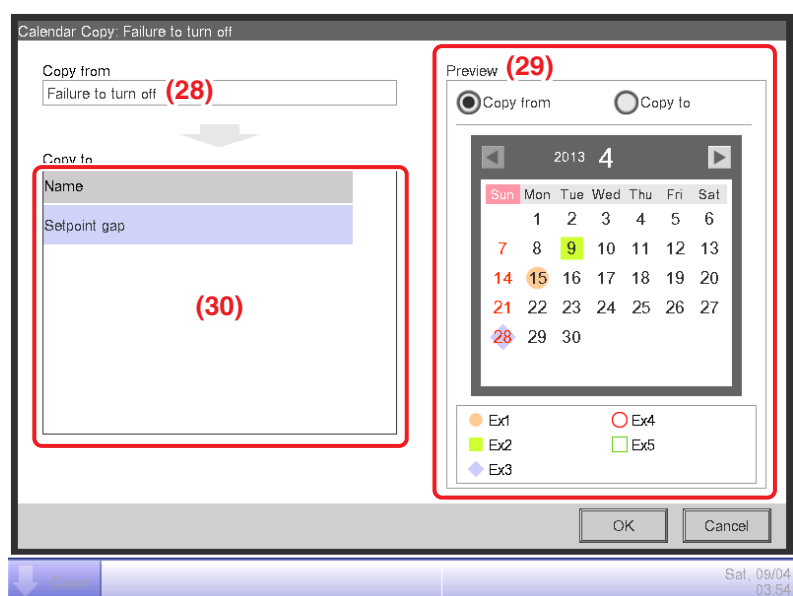 Calendar Copy: Failure to turn off
Copy from
Failure to turn off (28)
Copy to
Name
Setpoint gap
(30)
Preview (29)
Copy from Copy to
2013 4
Sun Mon Tue Wed Thu Fri Sat
1 2 3 4 5 6
7 8 9 10 11 12 13
14 15 16 17 18 19 20
21 22 23 24 25 26 27
28 29 30
Ex1 Ex4
Ex2 Ex5
Ex3
OK Cancel
Sat, 09/04
03:54